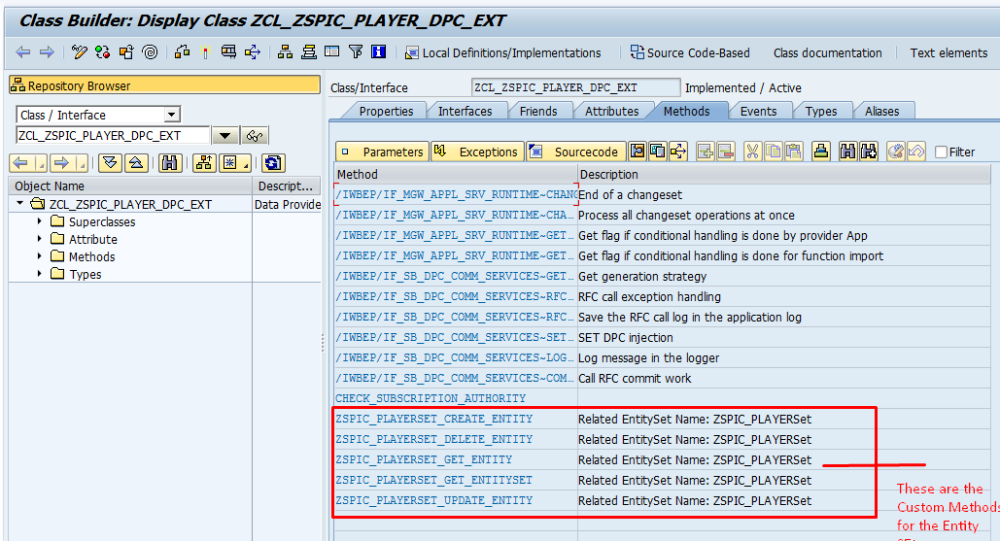 Class Builder: Display Class ZCL_ZSPIC_PLAYER_DPC_EXT
Local Definitions/Implementations
Source Code-Based
Class documentation
Text elements
Repository Browser
Class / Interface
ZCL_ZSPIC_PLAYER_DPC_EXT
Object Name
Descript...
ZCL_ZSPIC_PLAYER_DPC_EXT
Data Provide
Superclasses
Attribute
Methods
Types
Class/Interface
ZCL_ZSPIC_PLAYER_DPC_EXT
Implemented / Active
Properties
Interfaces
Friends
Attributes
Methods
Events
Types
Aliases
Parameters
Exceptions
Sourcecode
Filter
Method
Description
/IWBEP/IF_MGW_APPL_SRV_RUNTIME~CHANG End of a changeset
/IWBEP/IF_MGW_APPL_SRV_RUNTIME~CHA... Process all changeset operations at once
/IWBEP/IF_MGW_APPL_SRV_RUNTIME~GET... Get flag if conditional handling is done by provider App
/IWBEP/IF_MGW_APPL_SRV_RUNTIME~GET... Get flag if conditional handling is done for function import
/IWBEP/IF_SB_DPC_COMM_SERVICES~GET... Get generation strategy
/IWBEP/IF_SB_DPC_COMM_SERVICES~RFC... RFC call exception handling
/IWBEP/IF_SB_DPC_COMM_SERVICES~RFC... Save the RFC call log in the application log
/IWBEP/IF_SB_DPC_COMM_SERVICES~SET... SET DPC injection
/IWBEP/IF_SB_DPC_COMM_SERVICES~LOG... Log message in the logger
/IWBEP/IF_SB_DPC_COMM_SERVICES~COM... Call RFC commit work
CHECK_SUBSCRIPTION_AUTHORITY
ZSPIC_PLAYERSET_CREATE_ENTITY Related EntitySet Name: ZSPIC_PLAYERSet
ZSPIC_PLAYERSET_DELETE_ENTITY Related EntitySet Name: ZSPIC_PLAYERSet
ZSPIC_PLAYERSET_GET_ENTITY Related EntitySet Name: ZSPIC_PLAYERSet
ZSPIC_PLAYERSET_GET_ENTITYSET Related EntitySet Name: ZSPIC_PLAYERSet
ZSPIC_PLAYERSET_UPDATE_ENTITY Related EntitySet Name: ZSPIC_PLAYERSet
These are the
Custom Methods
for the Entity